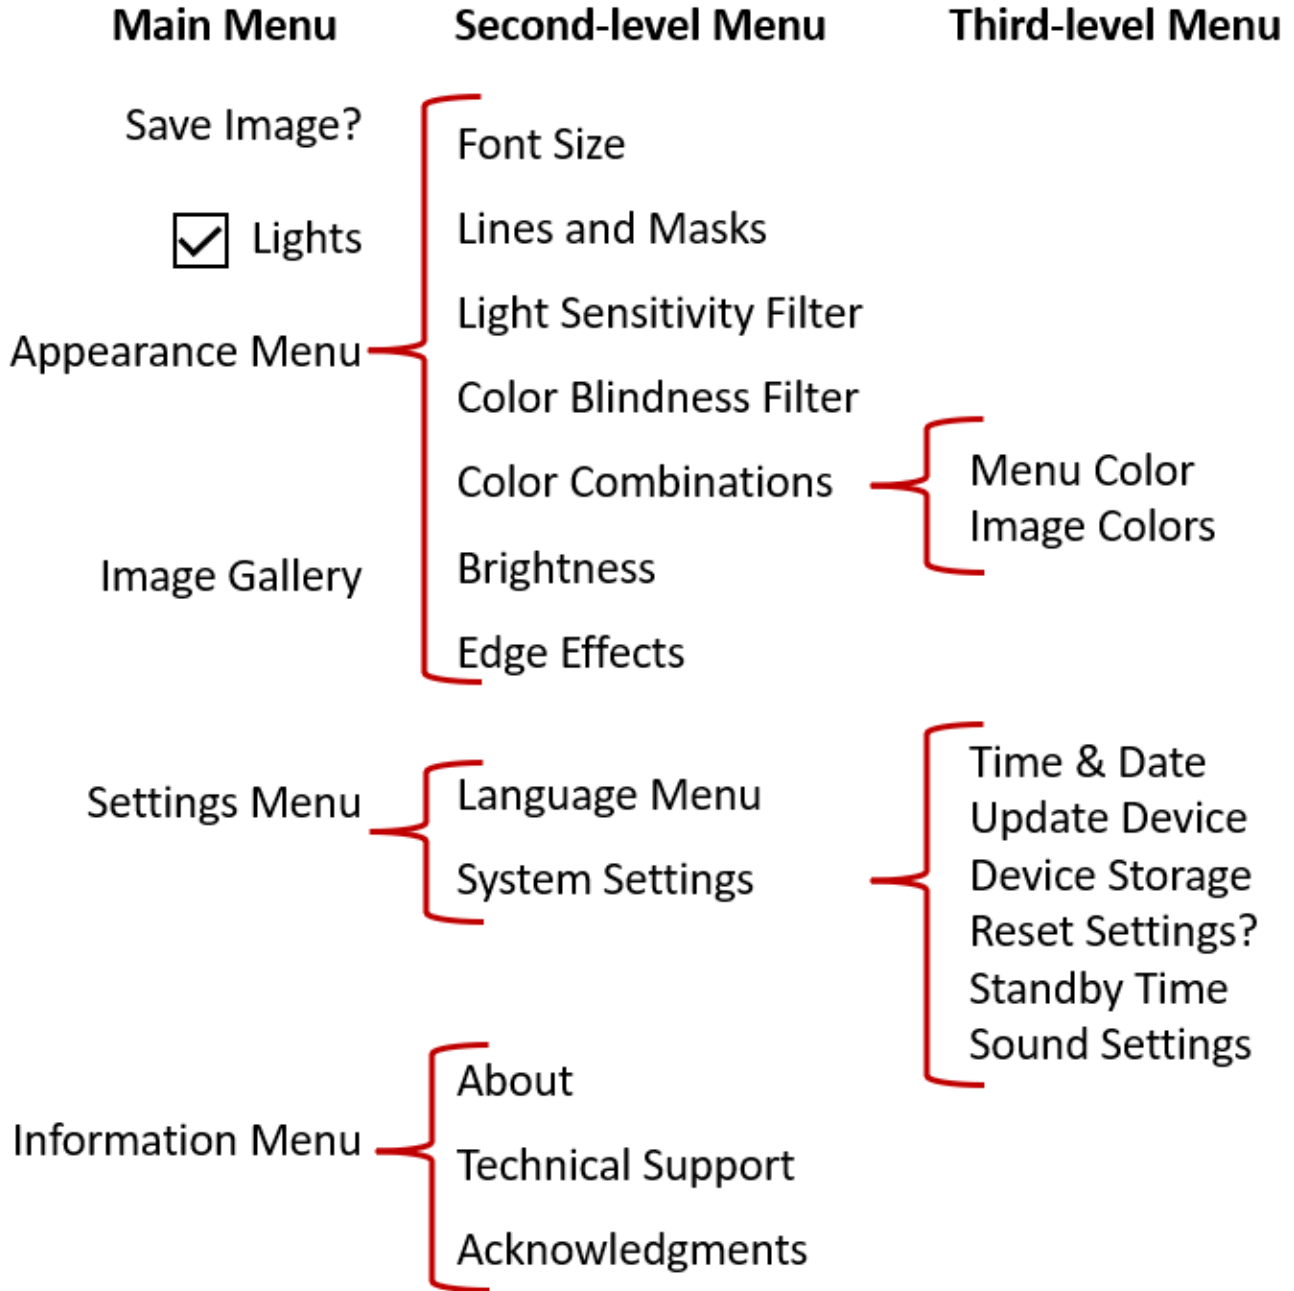 Main Menu
Second-level Menu
Third-level Menu
Save Image?
Lights
Appearance Menu
Font Size
Lines and Masks
Light Sensitivity Filter
Color Blindness Filter
Color Combinations
Menu Color
Image Colors
Brightness
Edge Effects
Image Gallery
Settings Menu
Language Menu
System Settings
Time & Date
Update Device
Device Storage
Reset Settings?
Standby Time
Sound Settings
Information Menu
About
Technical Support
Acknowledgments